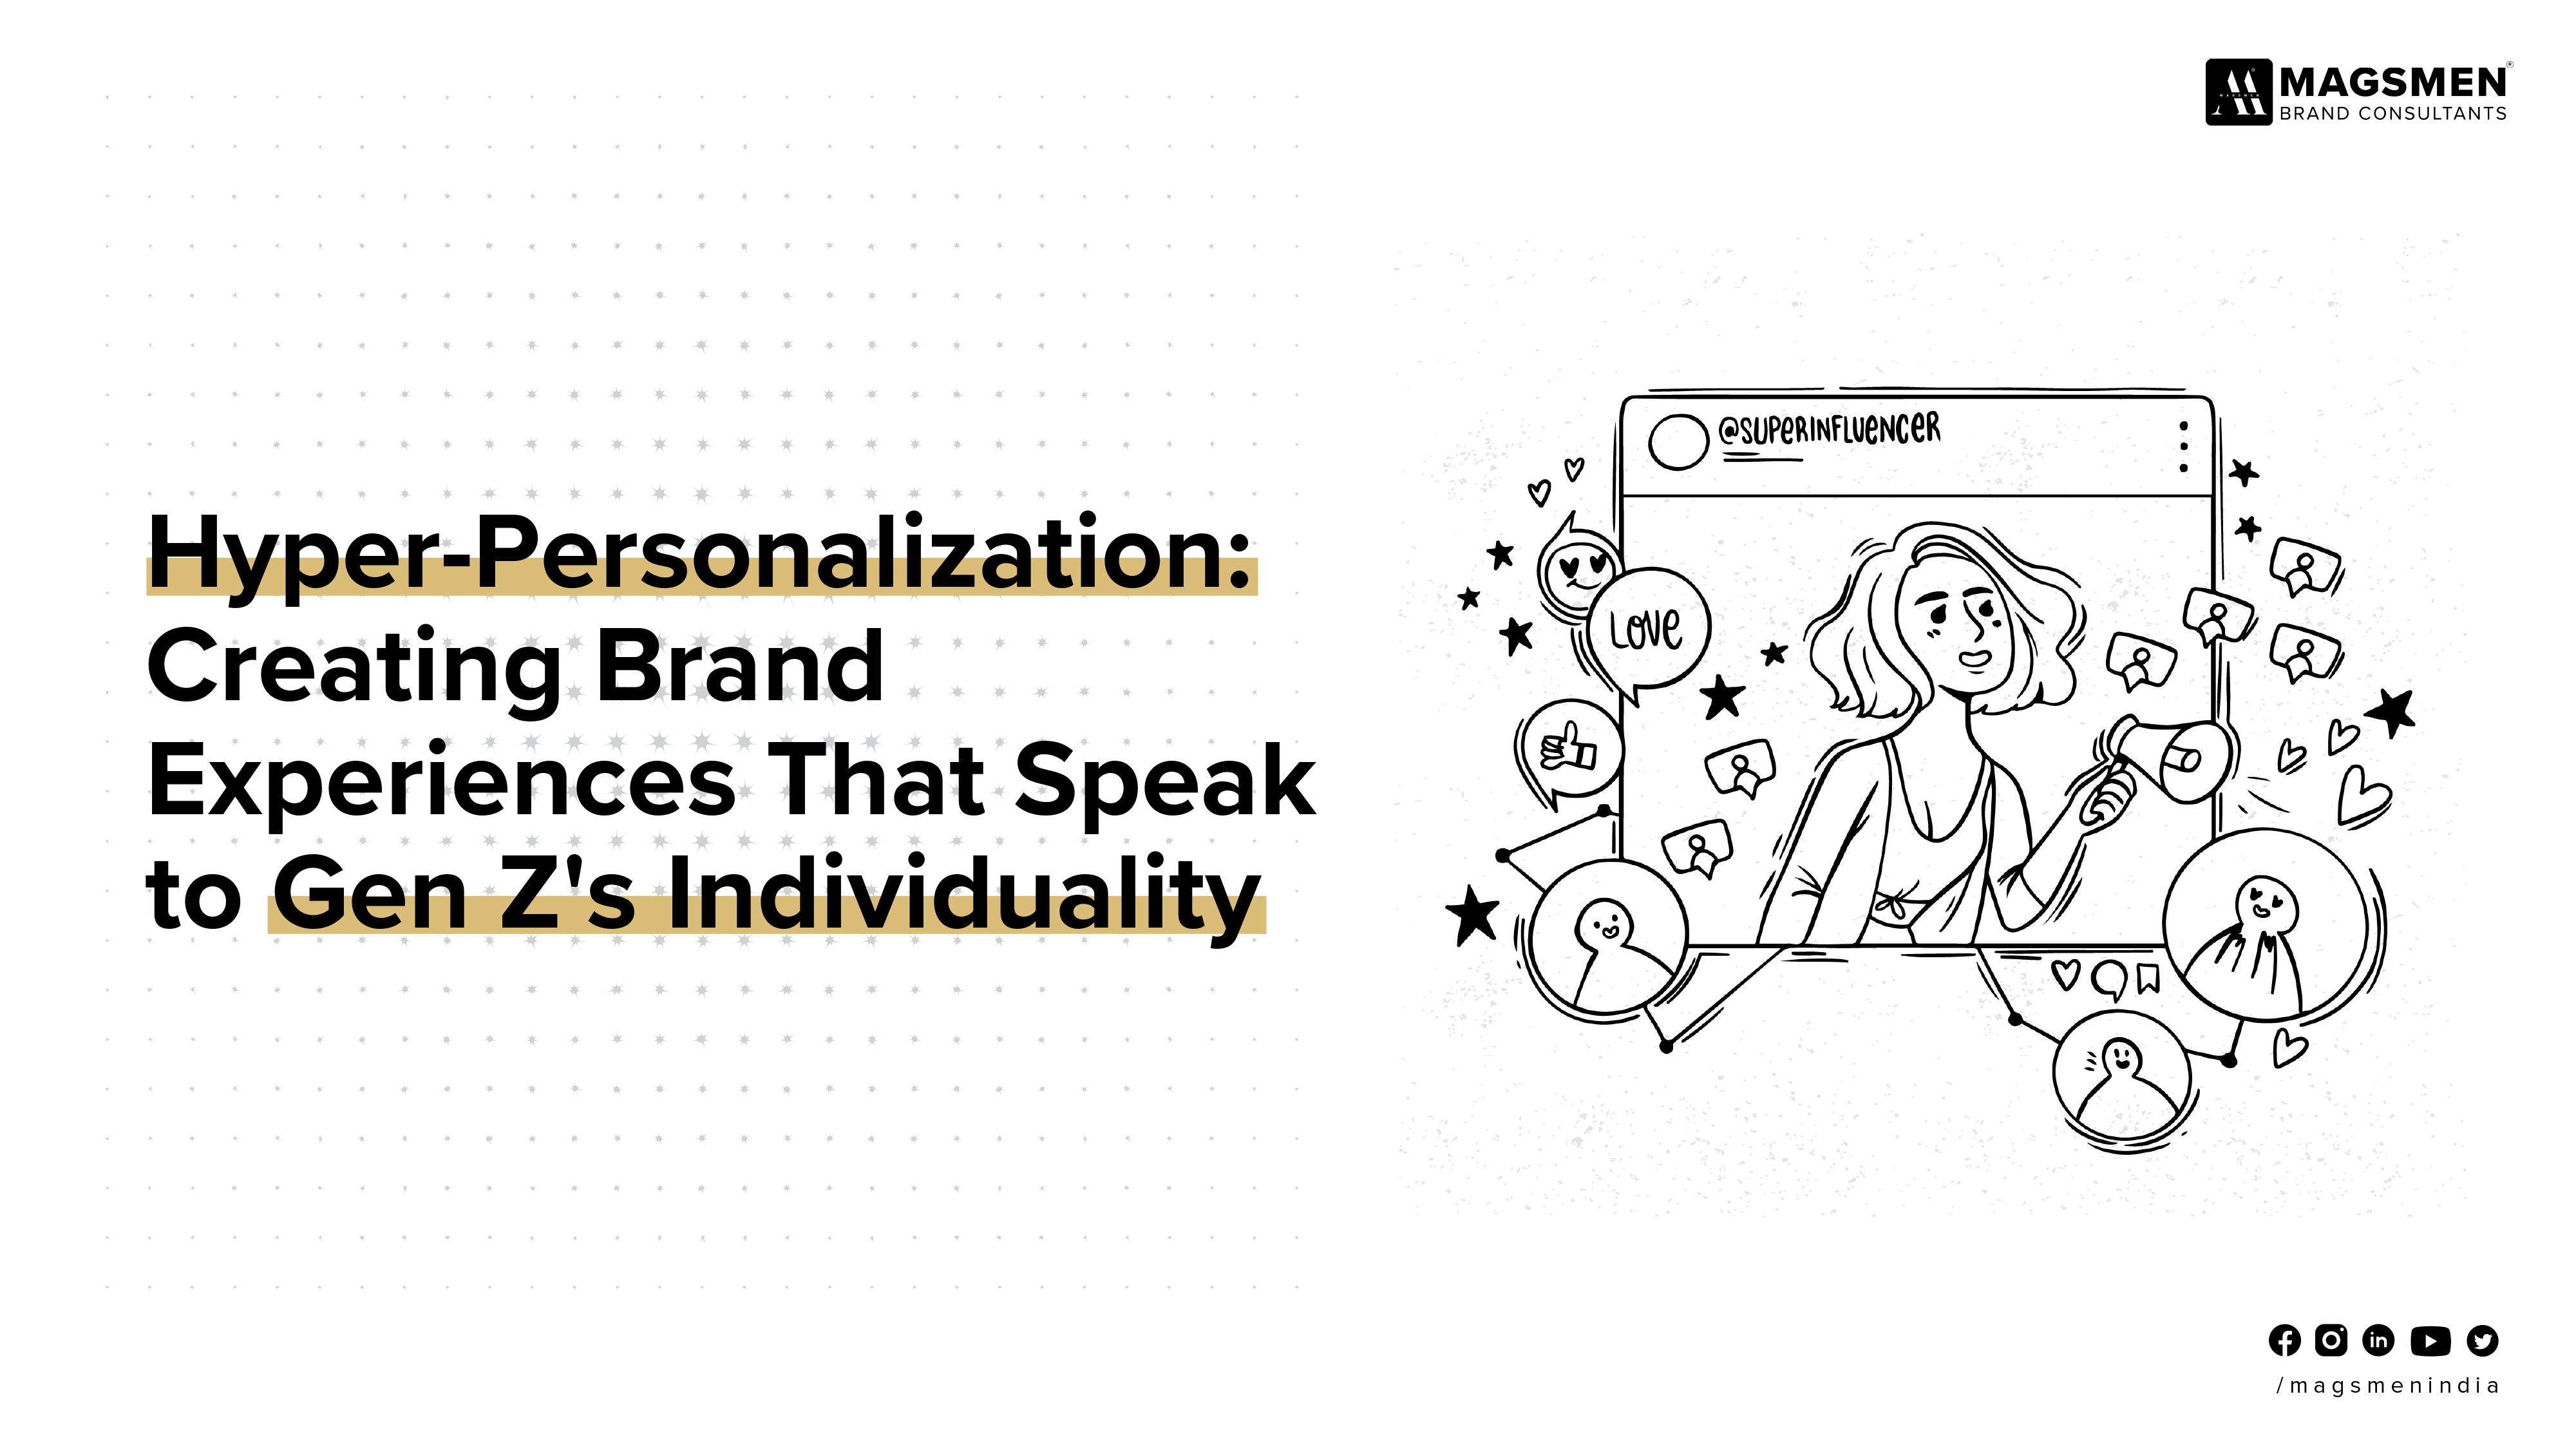 MAGSMEN®
BRAND CONSULTANTS
Hyper-Personalization:
Creating Brand
Experiences That Speak
to Gen Z's Individuality
@SUPERINFLUENCER
LOVE
/magsmenindia